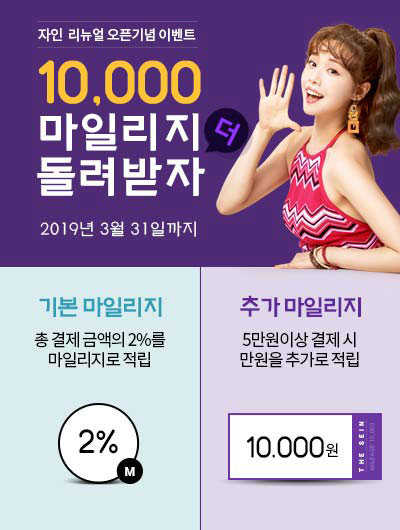 자인 리뉴얼 오픈기념 이벤트
10,000
마일리지 더
돌려받자
2019년 3월 31일까지
기본 마일리지
총 결제 금액의 2%를
마일리지로 적립
2%
M
추가 마일리지
5만원이상 결제 시
만원을 추가로 적립
10.000원
THE SEIN
MILEAGE 10,000